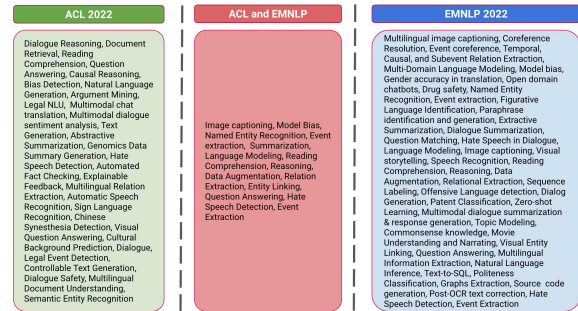 ACL 2022
Dialogue Reasoning, Document
Retrieval, Reading
Comprehension, Question
Answering, Causal Reasoning,
Bias Detection, Natural Language
Generation, Argument Mining,
Legal NLU, Multimodal chat
translation, Multimodal dialogue
sentiment analysis, Text
Generation, Abstractive
Summarization, Genomics Data
Summary Generation, Hate
Speech Detection, Automated
Fact Checking, Explainable
Feedback, Multilingual Relation
Extraction, Automatic Speech
Recognition, Sign Language
Recognition, Chinese
Synesthesia Detection, Visual
Question Answering, Cultural
Background Prediction, Dialogue,
Legal Event Detection,
Controllable Text Generation,
Dialogue Safety, Multilingual
Document Understanding,
Semantic Entity Recognition
ACL and EMNLP
Image captioning, Model Bias,
Named Entity Recognition, Event
extraction, Summarization,
Language Modeling, Reading
Comprehension, Reasoning,
Data Augmentation, Relation
Extraction, Entity Linking,
Question Answering, Hate
Speech Detection, Event
Extraction
EMNLP 2022
Multilingual image captioning, Coreference
Resolution, Event coreference, Temporal,
Causal, and Subevent Relation Extraction,
Multi-Domain Language Modeling, Model bias,
Gender accuracy in translation, Open domain
chatbots, Drug safety, Named Entity
Recognition, Event extraction, Figurative
Language Identification, Paraphrase
identification and generation, Extractive
Summarization, Dialogue Summarization,
Question Matching, Hate Speech in Dialogue,
Language Modeling, Image captioning, Visual
storytelling, Speech Recognition, Reading
Comprehension, Reasoning, Data
Augmentation, Relational Extraction, Sequence
Labeling, Offensive Language detection, Dialog
Generation, Patent Classification, Zero-shot
Learning, Multimodal dialogue summarization
& response generation, Topic Modeling,
Commonsense knowledge, Movie
Understanding and Narrating, Visual Entity
Linking, Question Answering, Multilingual
Information Extraction, Natural Language
Inference, Text-to-SQL, Politeness
Classification, Graphs Extraction, Source code
generation, Post-OCR text correction, Hate
Speech Detection, Event Extraction